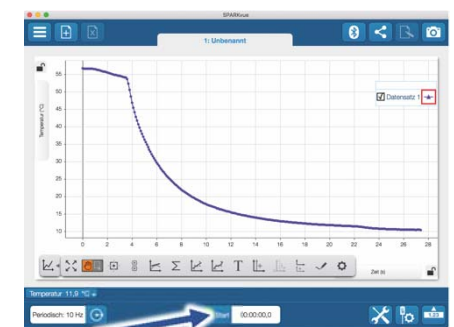 SPARKvue
1: Unbenannt
Temperatur (°C)
55
50
45
40
35
30
25
20
15
10
Datensatz 1
0 2 4 6 8 10 12 14 16 18 20 22 24 26 28
Σ T
Zeit (s)
Temperatur 11,9 °C
Periodisch: 10 Hz
Start
00:00:00,0
1.23